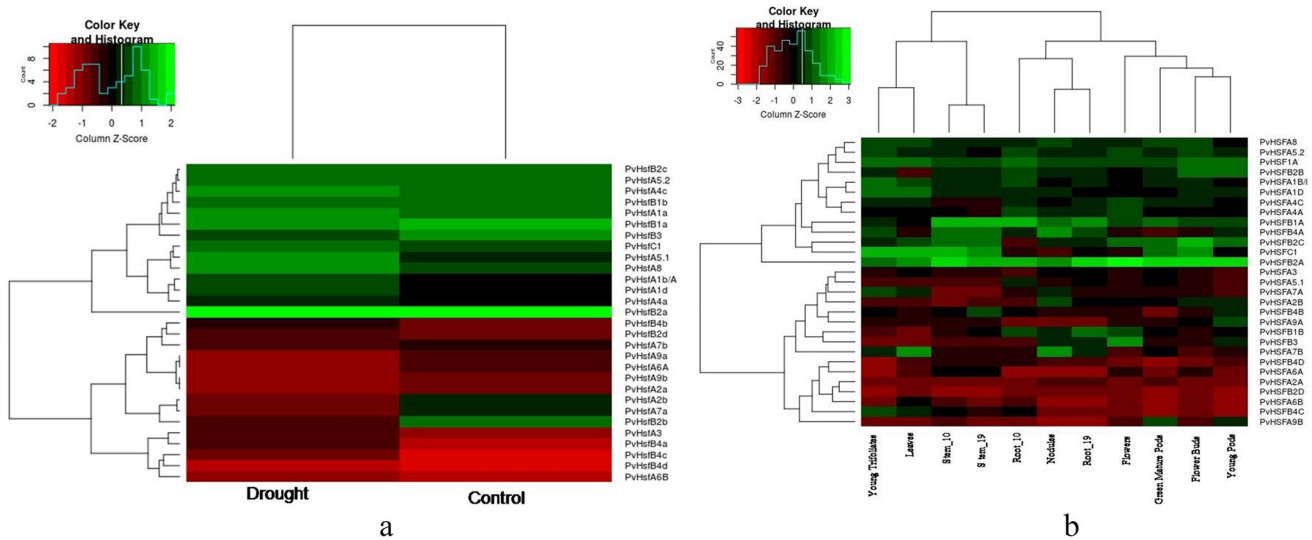 Color Key
and Histogram
Count
0 4 8
-2 -1 0 1 2
Column Z-Score
PvHsfB2c
PvHsfA5.2
PvHsfA4c
PvHsfB1b
PvHsfA1a
PvHsfB1a
PvHsfB3
PvHsfC1
PvHsfA5.1
PvHsfA8
PvHsfA1b/A
PvHsfA1d
PvHsfA4a
PvHsfB2a
PvHsfB4b
PvHsfB2d
PvHsfA7b
PvHsfA9a
PvHsfA6A
PvHsfA9b
PvHsfA2a
PvHsfA2b
PvHsfA7a
PvHsfB2b
PvHsfA3
PvHsfB4a
PvHsfB4c
PvHsfB4d
PvHsfA6B
Drought
Control
a
Color Key
and Histogram
Count
0 20 40
-3 -2 -1 0 1 2 3
Column Z-Score
PvHSFA8
PvHSFA5.2
PvHSF1A
PvHSFB2B
PvHSFA1B/I
PvHSFA1D
PvHSFA4C
PvHSFA4A
PvHSFB1A
PvHSFB4A
PvHSFB2C
PvHSFC1
PvHSFB2A
PvHSFA3
PvHSFA5.1
PvHSFA7A
PvHSFA2B
PvHSFB4B
PvHSFA9A
PvHSFB1B
PvHSFB3
PvHSFA7B
PvHSFB4D
PvHSFA6A
PvHSFA2A
PvHSFB2D
PvHSFA6B
PvHSFB4C
PvHSFA9B
Young Trifoliates
Leaves
Stem_10
Stem_19
Root_10
Nodules
Root_19
Flowers
Green Mature Pods
Flower Buds
Young Pods
b